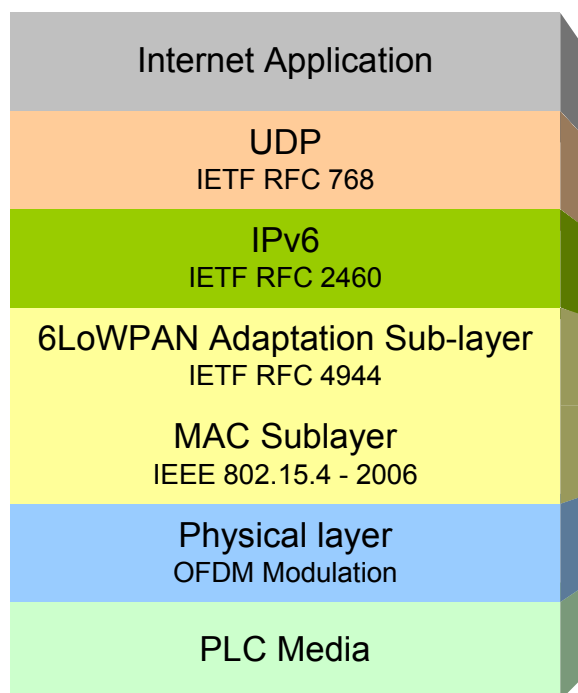 Internet Application
UDP
IETF RFC 768
IPv6
IETF RFC 2460
6LoWPAN Adaptation Sub-layer
IETF RFC 4944
MAC Sublayer
IEEE 802.15.4 - 2006
Physical layer
OFDM Modulation
PLC Media